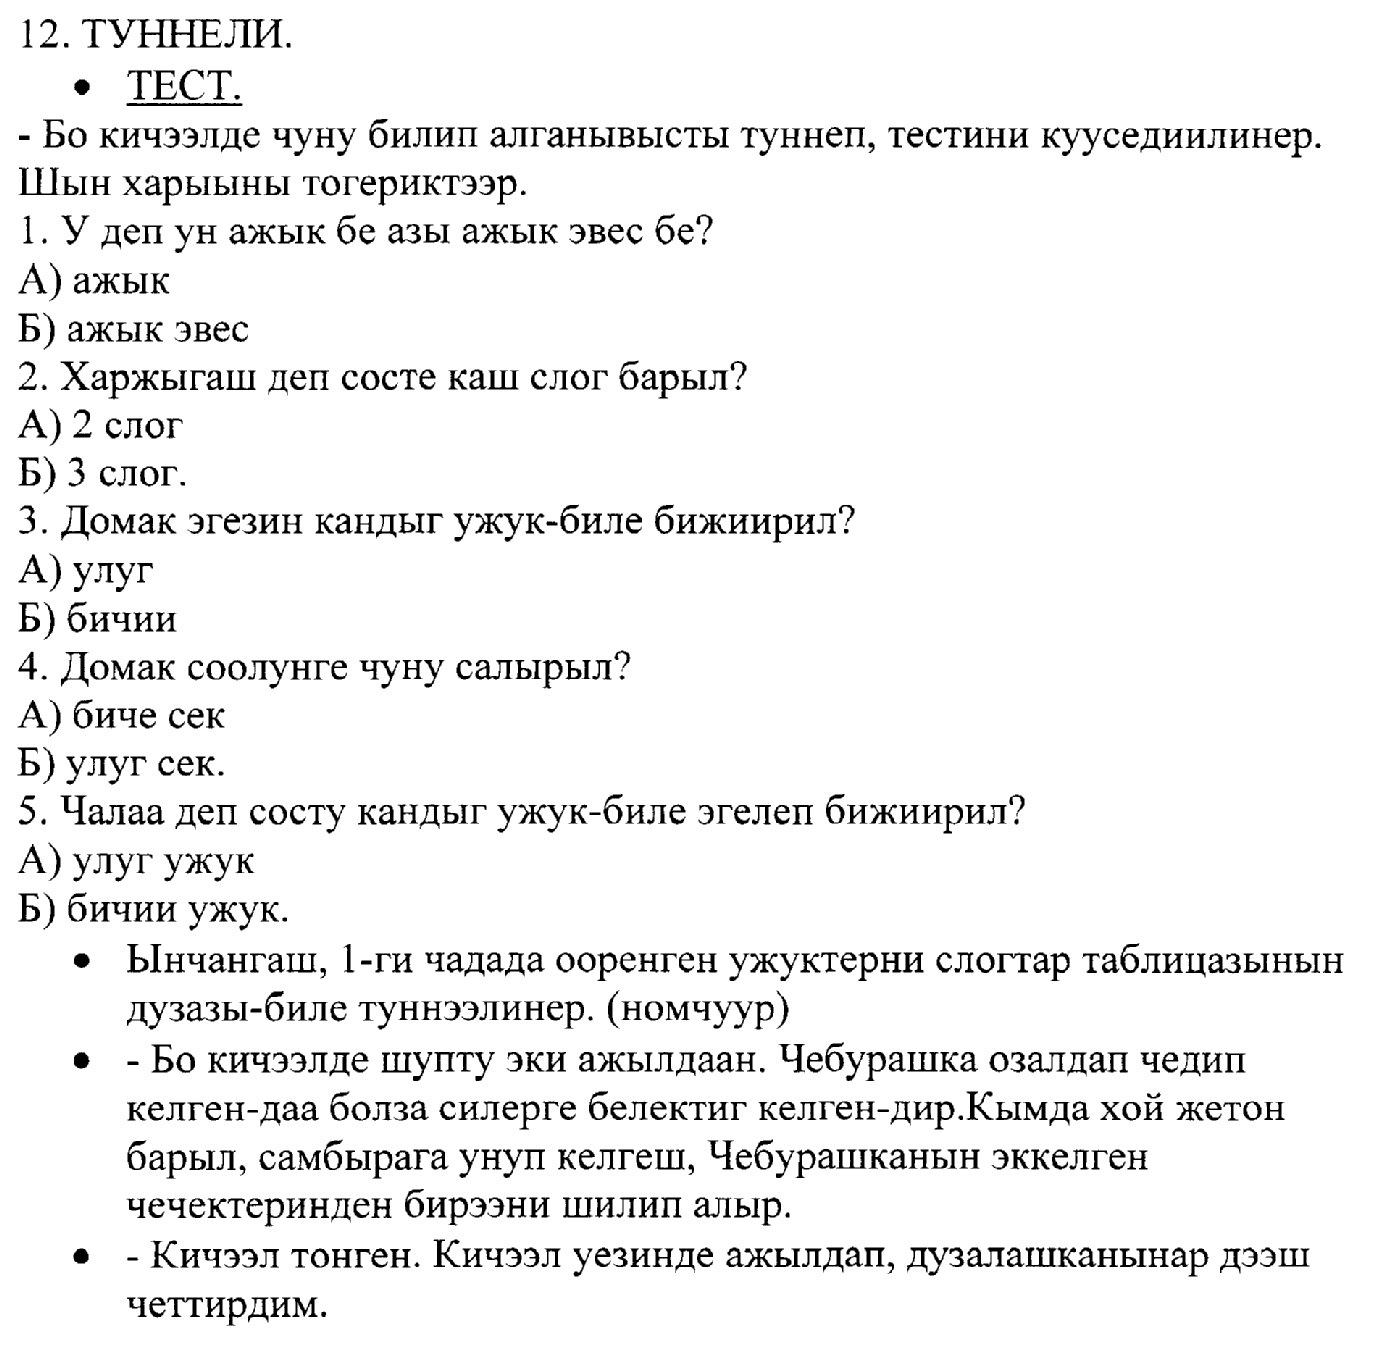 12. ТУННЕЛИ.
• ТЕСТ.
- Бо кичээлде чуну билип алганывысты туннеп, тестини кууседиилинер.
Шын харыыны тогериктээр.
1. У деп ун ажык бе азы ажык эвес бе?
А) ажык
Б) ажык эвес
2. Харжыгаш деп состе каш слог барыл?
А) 2 слог
Б) 3 слог.
3. Домак эгезин кандыг ужук-биле бижиирил?
А) улуг
Б) бичии
4. Домак соолунге чуну салырыл?
А) биче сек
Б) улуг сек.
5. Чалаа деп состу кандыг ужук-биле эгелеп бижиирил?
А) улуг ужук
Б) бичии ужук.
• Ынчангаш, 1-ги чадада ооренген ужуктерни слогтар таблицазынын
дузазы-биле туннээлинер. (номчуур)
• - Бо кичээлде шупту эки ажылдаан. Чебурашка озалдап чедип
келген-даа болза силерге белектиг келген-дир.Кымда хой жетон
барыл, самбырага унуп келгеш, Чебурашканын эккелген
чечектеринден бирээни шилип алыр.
• - Кичээл тонген. Кичээл уезинде ажылдап, дузалашканынар дээш
четтирдим.